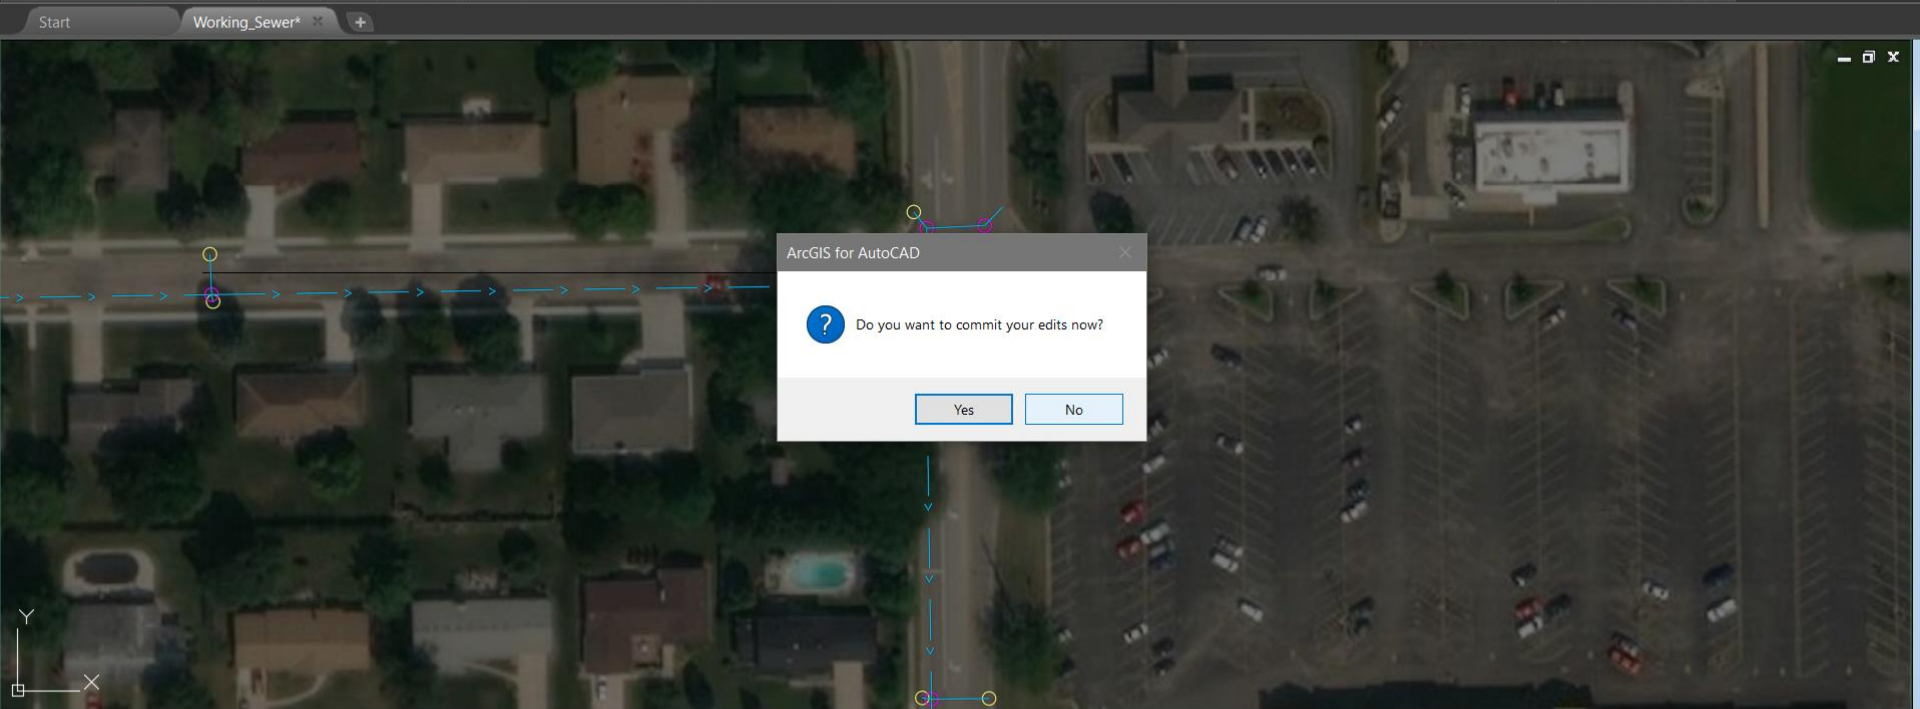 Start
Working_Sewer*
ArcGIS for AutoCAD
Do you want to commit your edits now?
Yes
No
Y
X